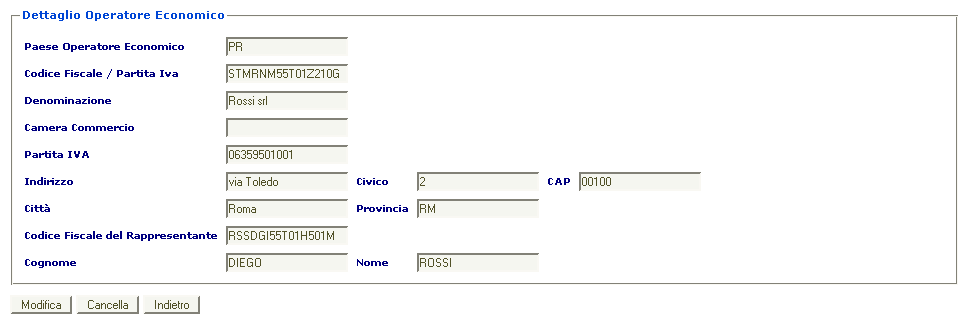 Dettaglio Operatore Economico
Paese Operatore Economico PR
Codice Fiscale / Partita Iva STMRNM55T01Z210G
Denominazione Rossi srl
Camera Commercio
Partita IVA 06359501001
Indirizzo via Toledo Civico 2 CAP 00100
Città Roma Provincia RM
Codice Fiscale del Rappresentante RSSDGI55T01H501M
Cognome DIEGO Nome ROSSI
Modifica Cancella Indietro